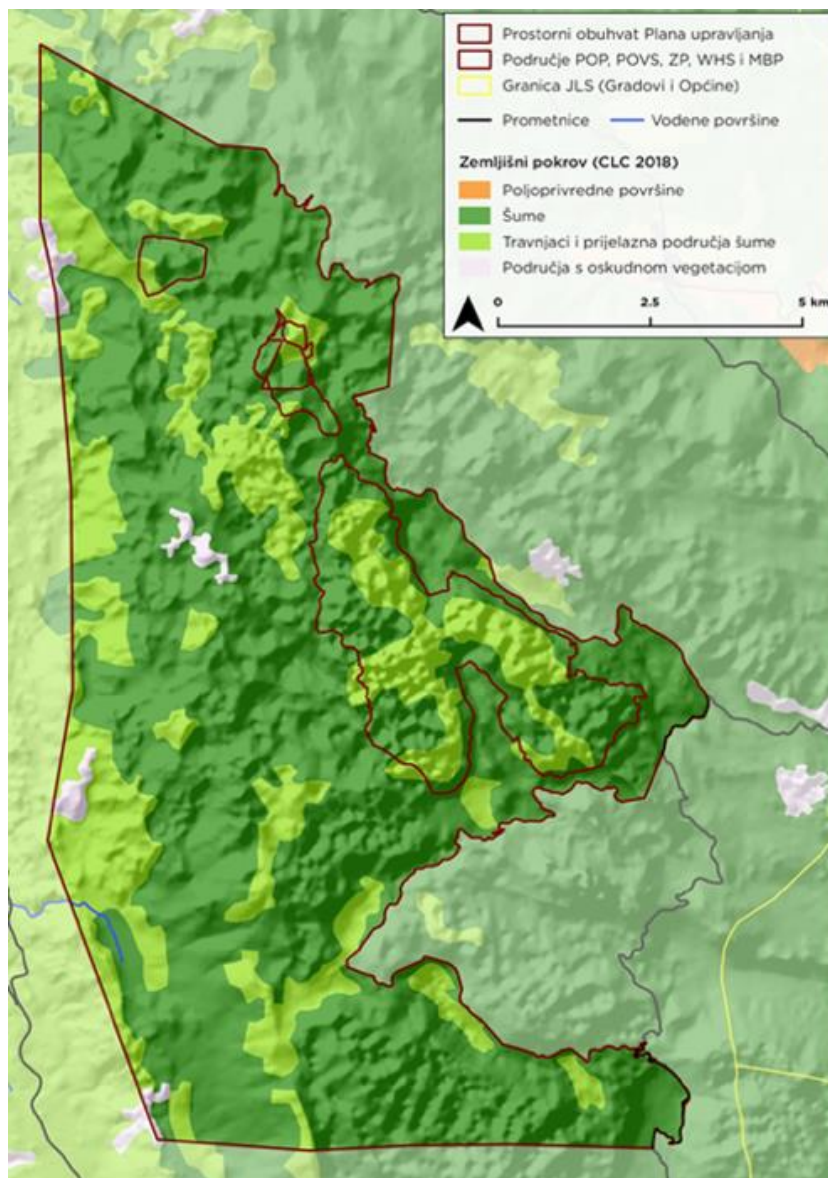 Prostorni obuhvat Plana upravljanja
Područje POP, POVS, ZP, WHS i MBP
Granica JLS (Gradovi i Općine)
Prometnice Vodene površine
Zemljišni pokrov (CLC 2018)
Poljoprivredne površine
Šume
Travnjaci i prijelazna područja šume
Područja s oskudnom vegetacijom
0 2.5 5 km